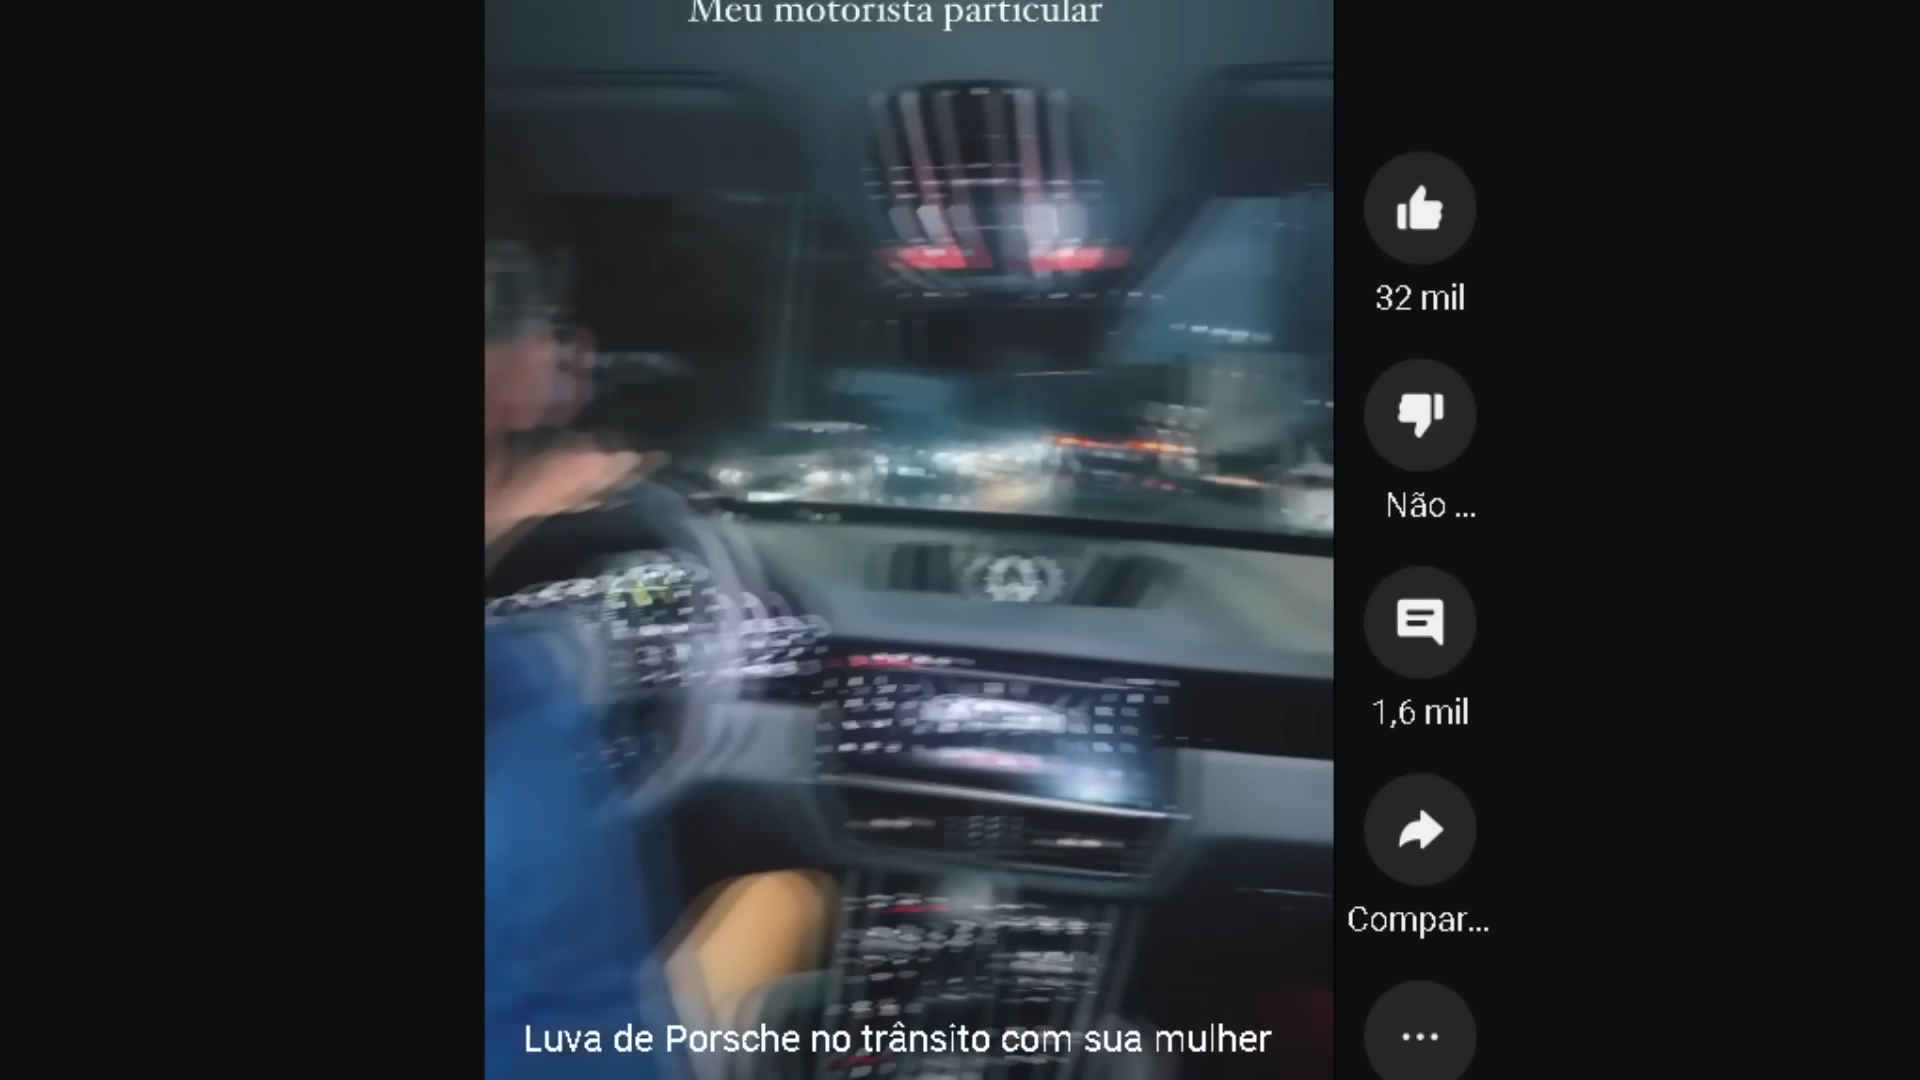 Meu motorista particular
32 mil
Não ...
1,6 mil
Compar...
Luva de Porsche no trânsito com sua mulher